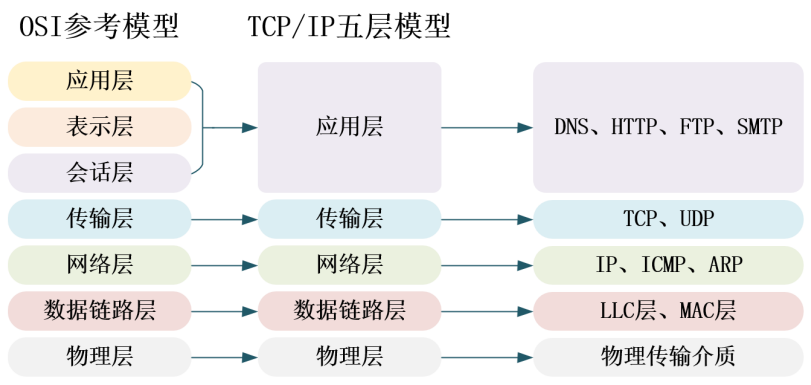 OSI参考模型 TCP/IP五层模型
应用层
表示层
会话层
应用层
DNS、HTTP、FTP、SMTP
传输层 传输层 TCP、UDP
网络层 网络层 IP、ICMP、ARP
数据链路层 数据链路层 LLC层、MAC层
物理层 物理层 物理传输介质